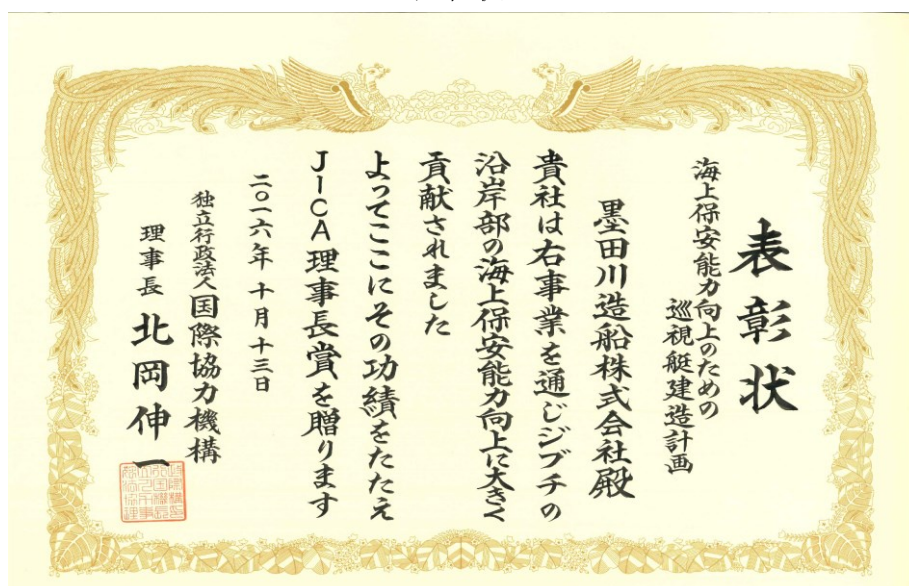 表彰状
海上保安能力向上のための
巡視艇建造計画
墨田川造船株式会社殿
貴社は右事業を通じジブチの
沿岸部の海上保安能力向上に大きく
貢献されました
よってここにその功績をたたえ
JICA理事長賞を贈ります
二〇一六年十月十三日
独立行政法人国際協力機構
理事長 北岡伸一